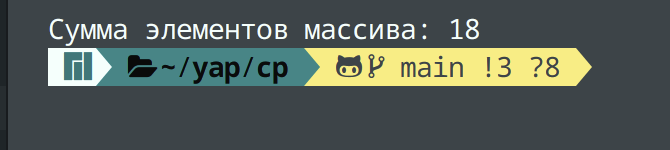 Сумма элементов массива: 18
~/yap/cp main !3 ?8